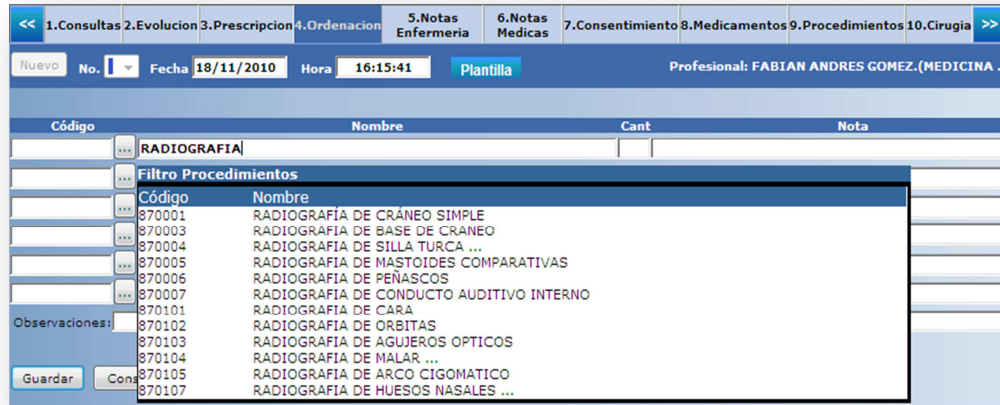 << 1.Consultas 2.Evolucion 3.Prescripcion 4.Ordenacion 5.Notas Enfermeria 6.Notas Medicas 7.Consentimiento 8.Medicamentos 9.Procedimientos 10.Cirugia >>
Nuevo No. Fecha 18/11/2010 Hora 16:15:41 Plantilla Profesional: FABIAN ANDRES GOMEZ.(MEDICINA .
Código Nombre Cant Nota
... RADIOGRAFIA
... Filtro Procedimientos
Código Nombre
870001 RADIOGRAFÍA DE CRÁNEO SIMPLE
870003 RADIOGRAFIA DE BASE DE CRANEO
870004 RADIOGRAFIA DE SILLA TURCA ...
870005 RADIOGRAFIA DE MASTOIDES COMPARATIVAS
870006 RADIOGRAFIA DE PEÑASCOS
870007 RADIOGRAFIA DE CONDUCTO AUDITIVO INTERNO
870101 RADIOGRAFIA DE CARA
870102 RADIOGRAFIA DE ORBITAS
870103 RADIOGRAFIA DE AGUJEROS OPTICOS
870104 RADIOGRAFIA DE MALAR ...
870105 RADIOGRAFIA DE ARCO CIGOMATICO
870107 RADIOGRAFIA DE HUESOS NASALES ...
Observaciones:
Guardar Cons